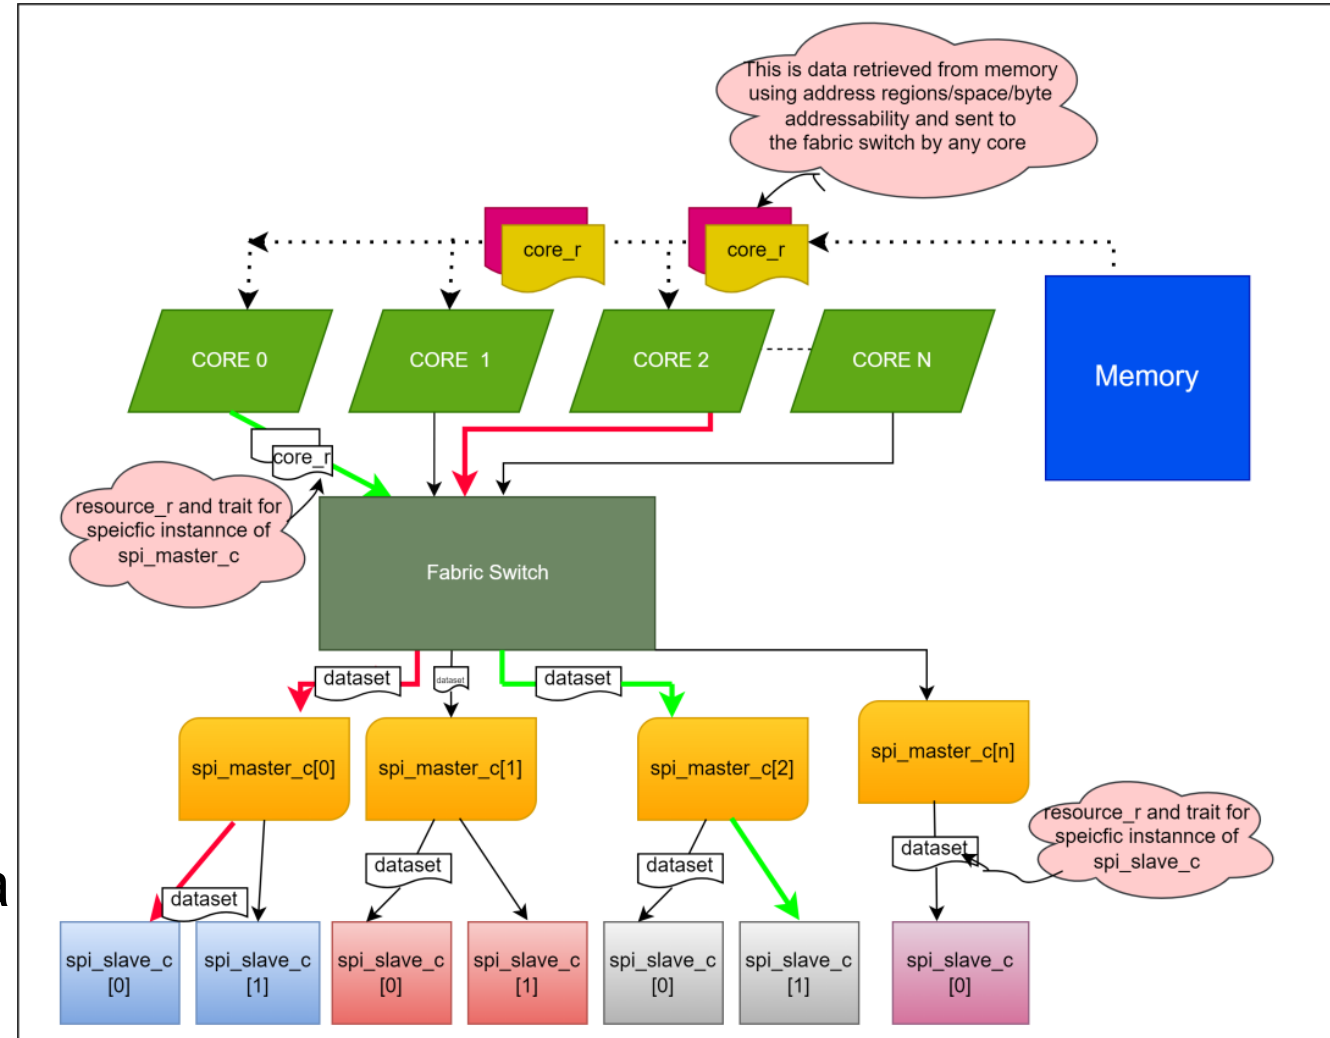 This is data retrieved from memory
using address regions/space/byte
addressability and sent to
the fabric switch by any core
core_r
core_r
CORE 0
CORE 1
CORE 2
CORE N
Memory
core_r
resource_r and trait for
speicfic instannce of
spi_master_c
Fabric Switch
dataset
dataset
dataset
spi_master_c[0]
spi_master_c[1]
spi_master_c[2]
spi_master_c[n]
resource_r and trait for
speicfic instannce of
spi_slave_c
dataset
dataset
dataset
dataset
a
spi_slave_c
[0]
spi_slave_c
[1]
spi_slave_c
[0]
spi_slave_c
[1]
spi_slave_c
[0]
spi_slave_c
[1]
spi_slave_c
[0]